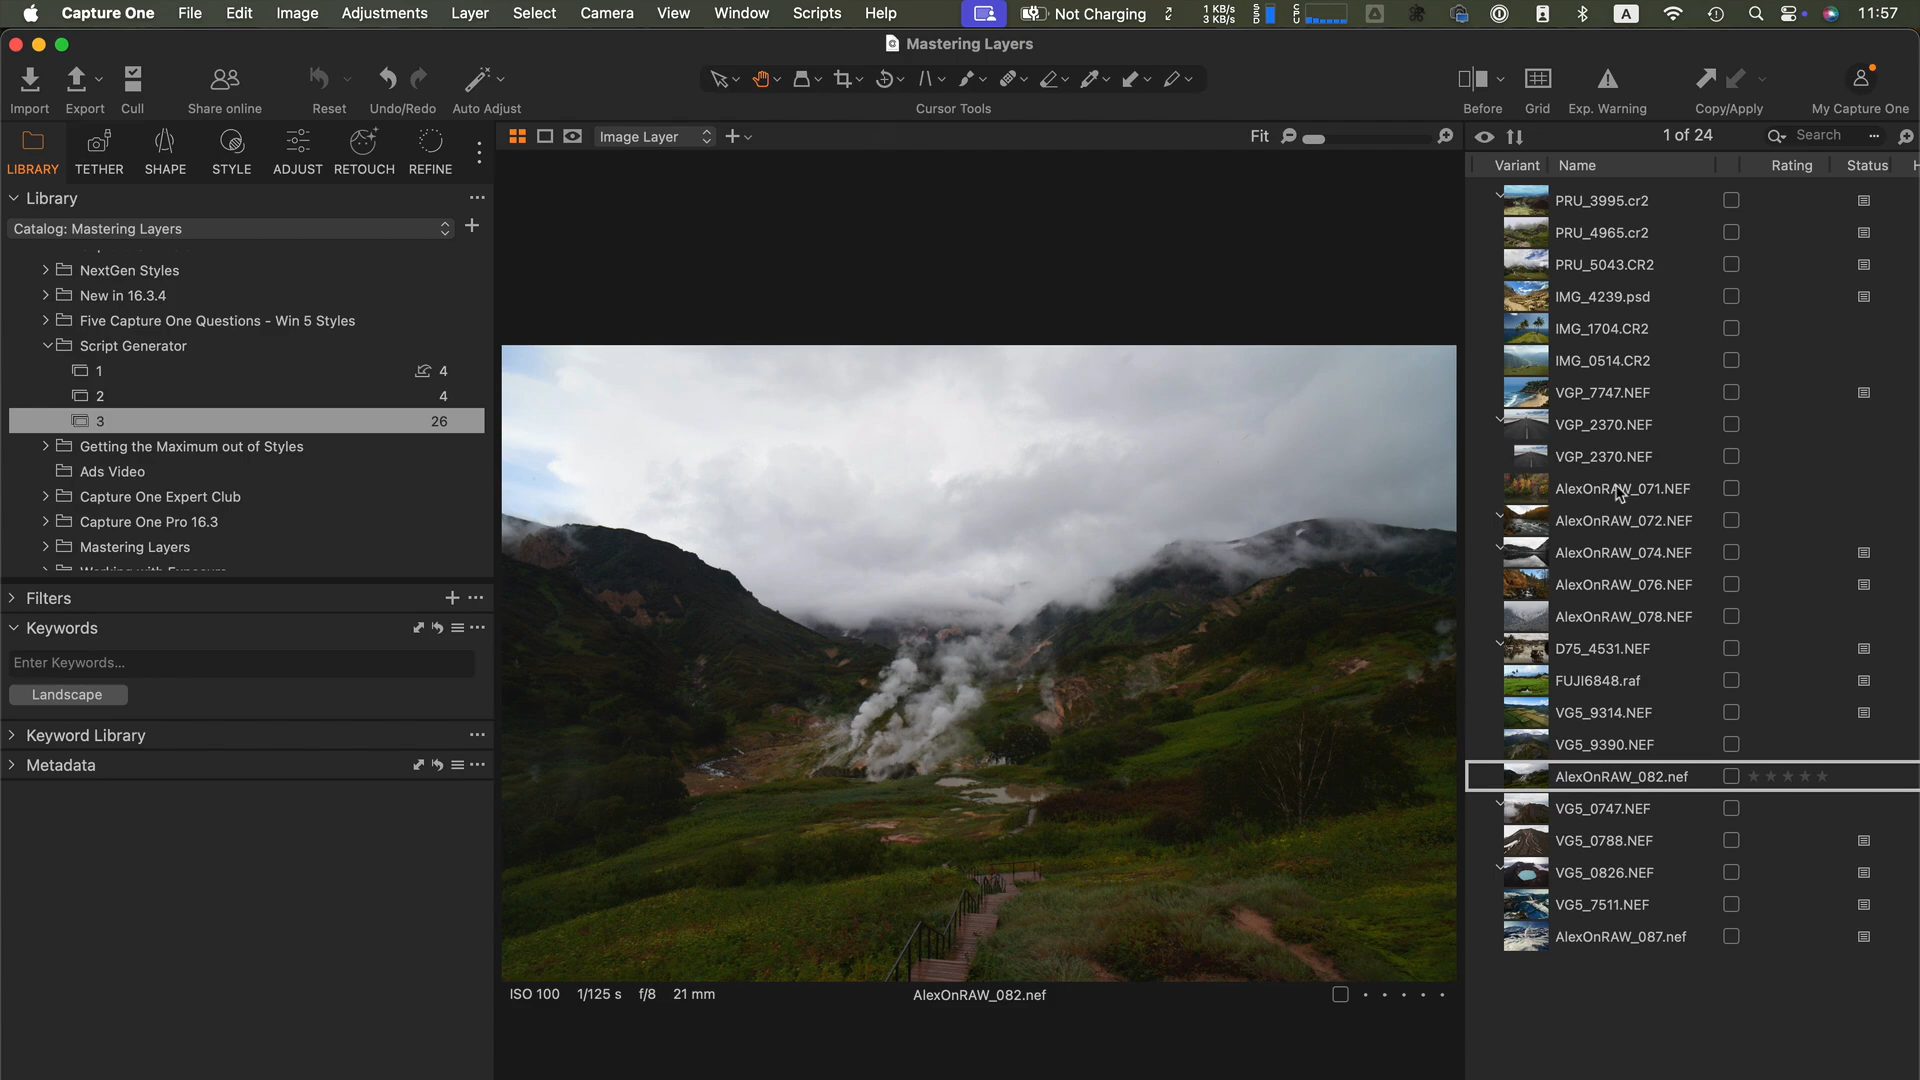 Capture One File Edit Image Adjustments Layer Select Camera View Window Scripts Help Not Charging 1 KB/s 3 KB/s SSD CPU A 11:57
Mastering Layers
Import Export Cull Share online Reset Undo/Redo Auto Adjust Cursor Tools Before Grid Exp. Warning Copy/Apply My Capture One
LIBRARY TETHER SHAPE STYLE ADJUST RETOUCH REFINE
Image Layer
Fit
1 of 24 Search
Library
Catalog: Mastering Layers
NextGen Styles
New in 16.3.4
Five Capture One Questions - Win 5 Styles
Script Generator
1 4
2 4
3 26
Getting the Maximum out of Styles
Ads Video
Capture One Expert Club
Capture One Pro 16.3
Mastering Layers
Filters
Keywords
Enter Keywords...
Landscape
Keyword Library
Metadata
ISO 100 1/125 s f/8 21 mm AlexOnRAW_082.nef
Variant Name Rating Status
PRU_3995.cr2
PRU_4965.cr2
PRU_5043.CR2
IMG_4239.psd
IMG_1704.CR2
IMG_0514.CR2
VGP_7747.NEF
VGP_2370.NEF
VGP_2370.NEF
AlexOnRAW_071.NEF
AlexOnRAW_072.NEF
AlexOnRAW_074.NEF
AlexOnRAW_076.NEF
AlexOnRAW_078.NEF
D75_4531.NEF
FUJI6848.raf
VG5_9314.NEF
VG5_9390.NEF
AlexOnRAW_082.nef
VG5_0747.NEF
VG5_0788.NEF
VG5_0826.NEF
VG5_7511.NEF
AlexOnRAW_087.nef